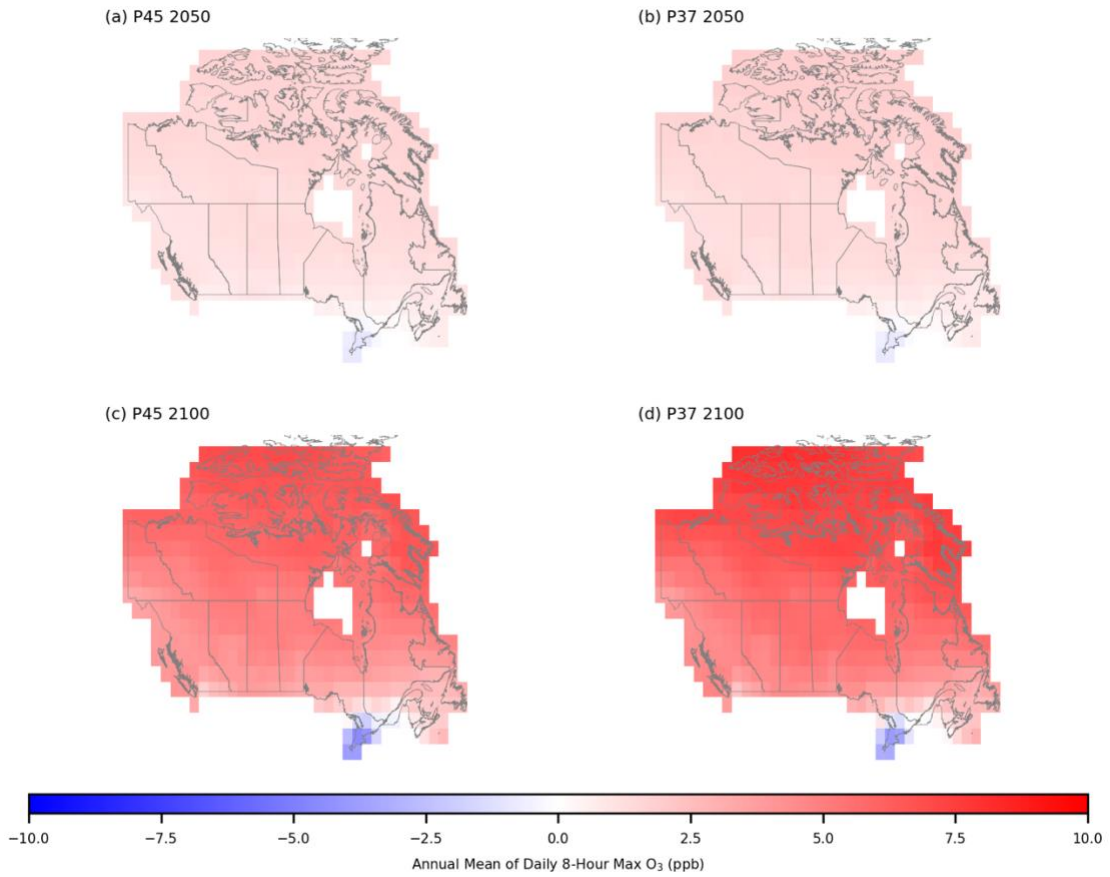 (a) P45 2050
(b) P37 2050
(c) P45 2100
(d) P37 2100
−10.0 −7.5 −5.0 −2.5 0.0 2.5 5.0 7.5 10.0
Annual Mean of Daily 8-Hour Max O₃ (ppb)